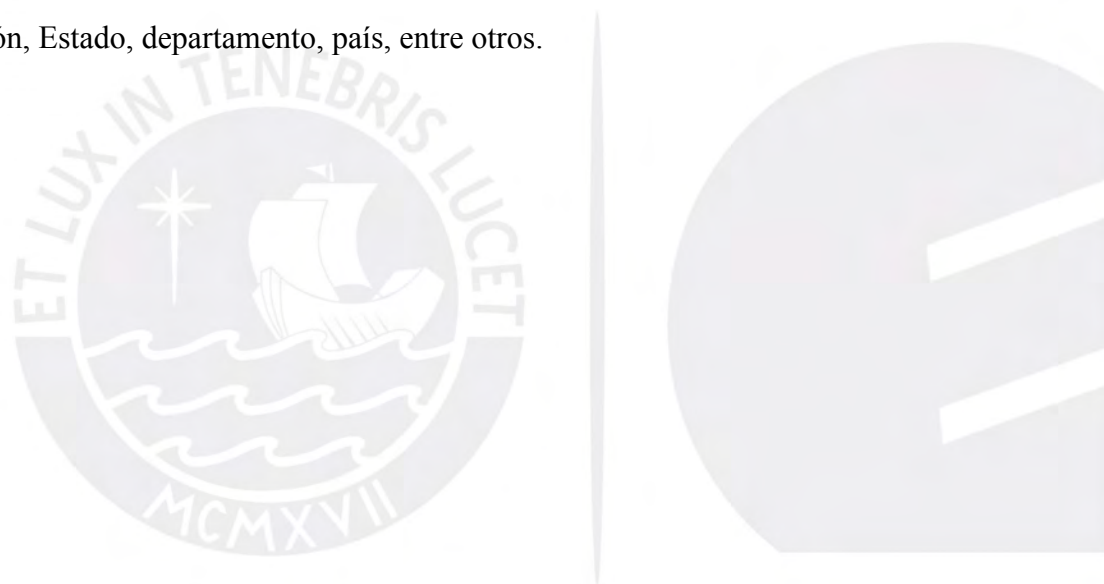 ón, Estado, departamento, país, entre otros.
ET LUX IN TENEBRIS LUCET
MCMXVII